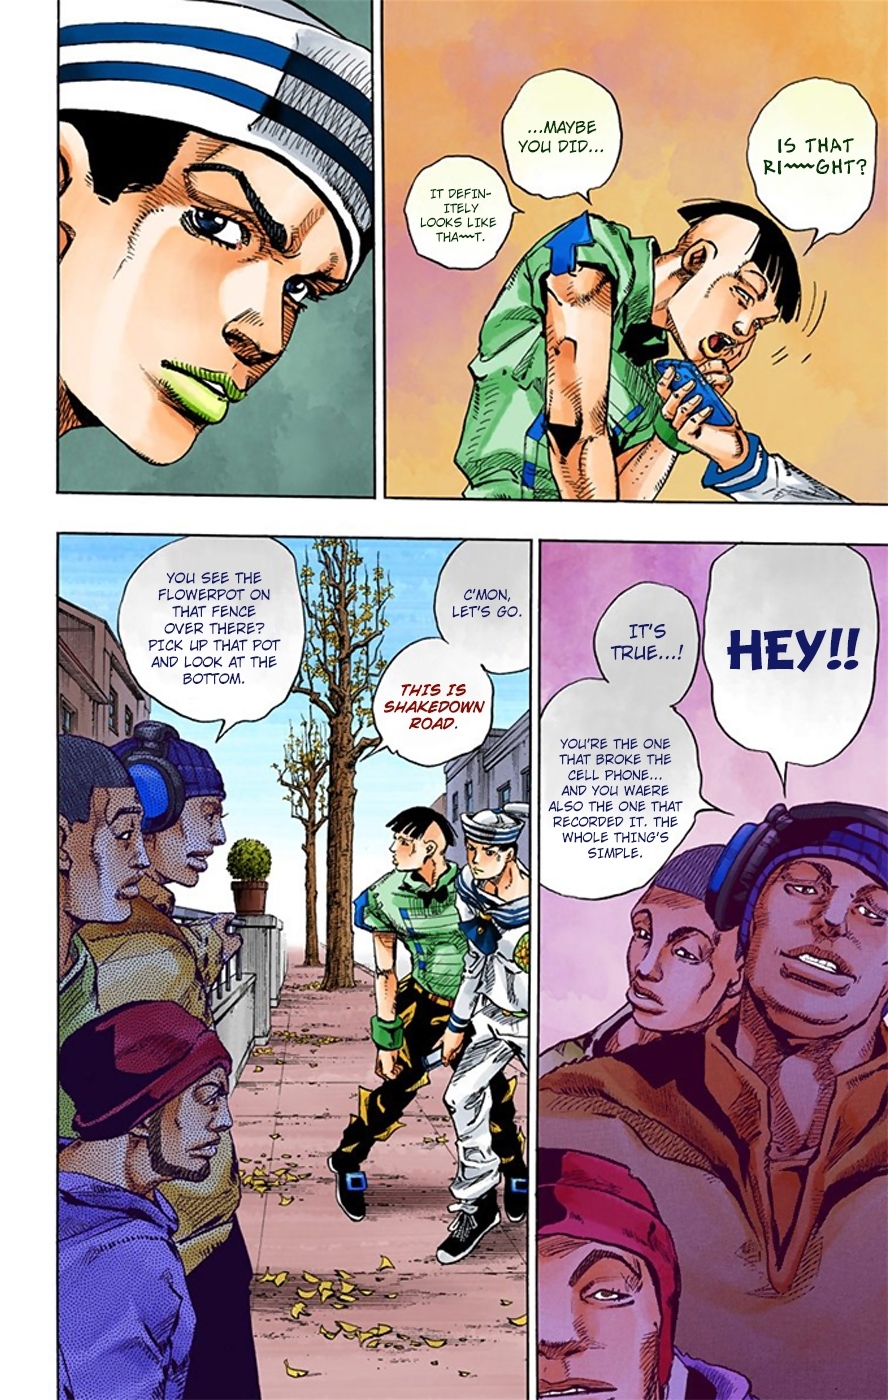 IS THAT
RI~~GHT?
...MAYBE
YOU DID...
IT DEFIN-
ITELY
LOOKS LIKE
THA~~T.
HEY!!
IT'S
TRUE...!
YOU'RE THE ONE
THAT BROKE THE
CELL PHONE...
AND YOU WAERE
ALSO THE ONE THAT
RECORDED IT. THE
WHOLE THING'S
SIMPLE.
C'MON,
LET'S GO.
THIS IS
SHAKEDOWN
ROAD.
YOU SEE THE
FLOWERPOT ON
THAT FENCE
OVER THERE?
PICK UP THAT POT
AND LOOK AT THE
BOTTOM.